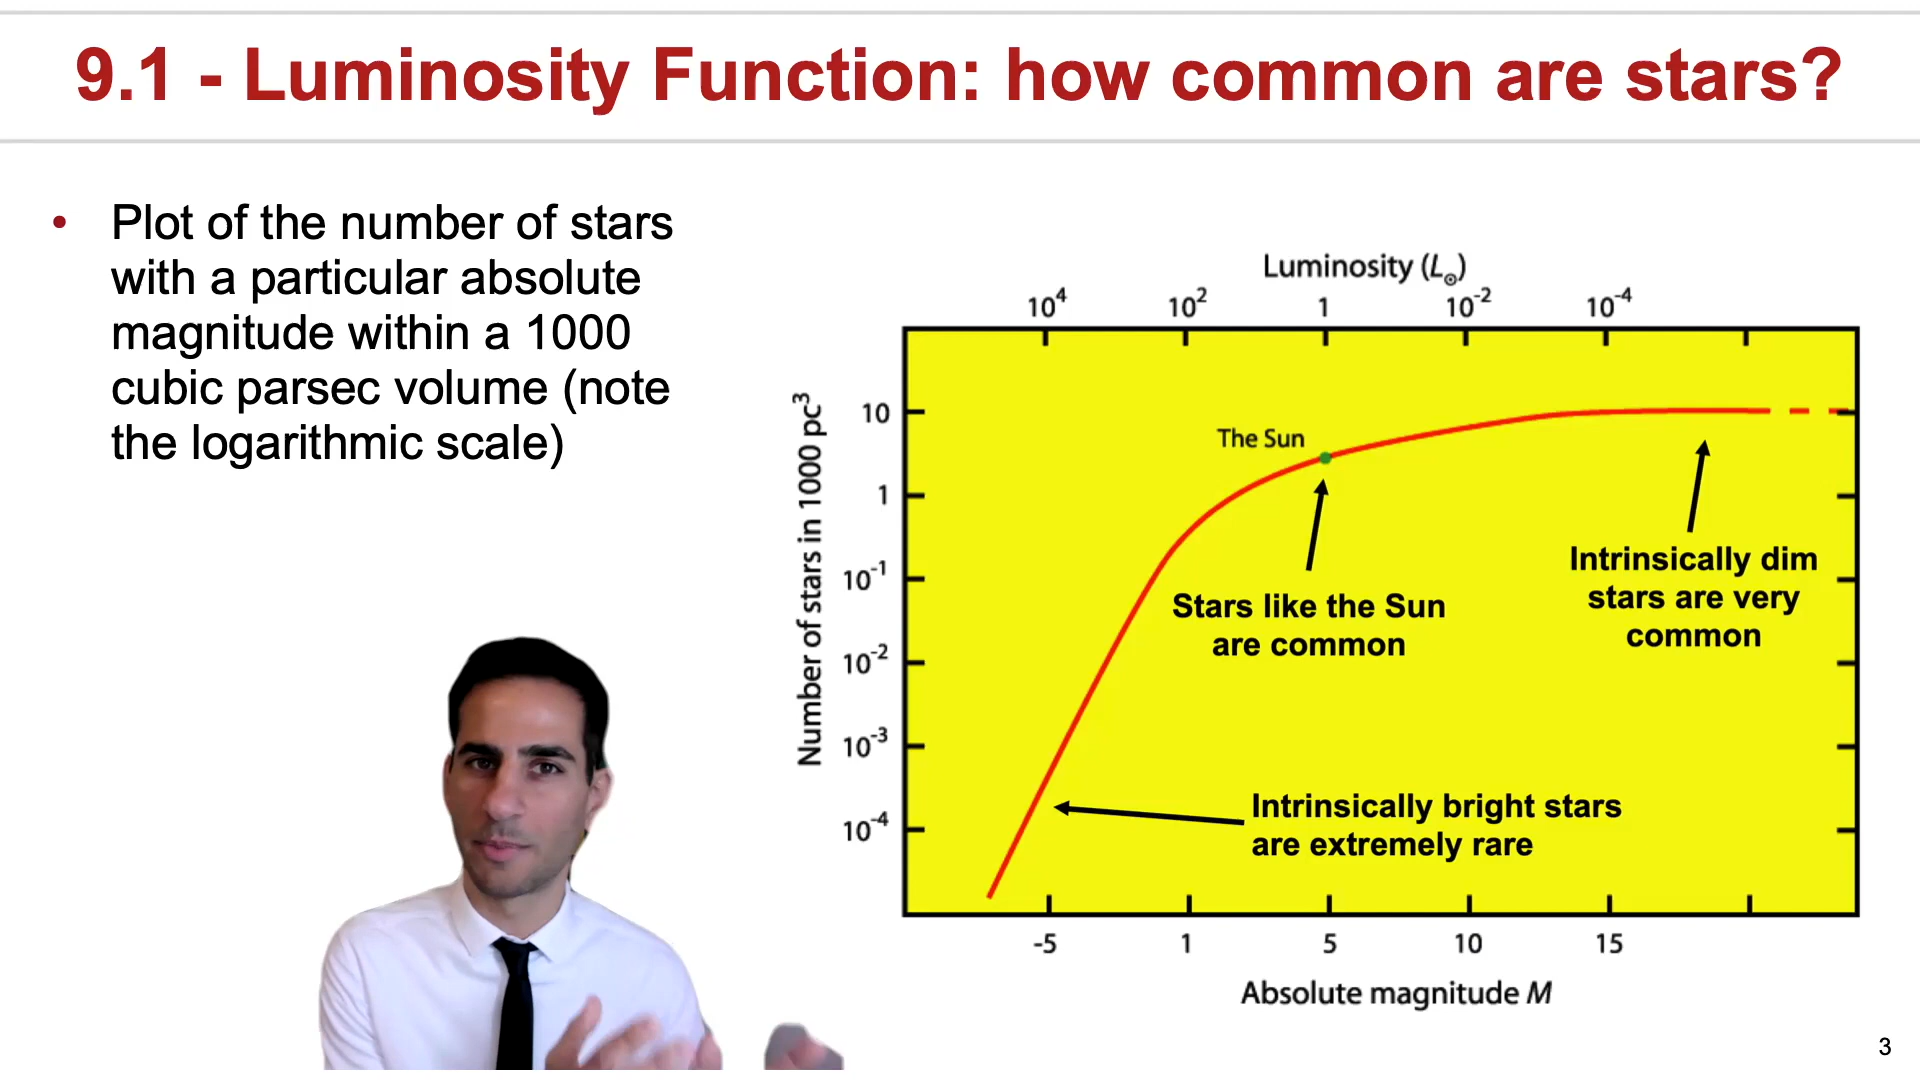 9.1 - Luminosity Function: how common are stars?
• Plot of the number of stars
with a particular absolute
magnitude within a 1000
cubic parsec volume (note
the logarithmic scale)
Luminosity (L⊙)
10⁴ 10² 1 10⁻² 10⁻⁴
Number of stars in 1000 pc³
10
1
10⁻¹
10⁻²
10⁻³
10⁻⁴
The Sun
Stars like the Sun
are common
Intrinsically dim
stars are very
common
Intrinsically bright stars
are extremely rare
-5 1 5 10 15
Absolute magnitude M
3